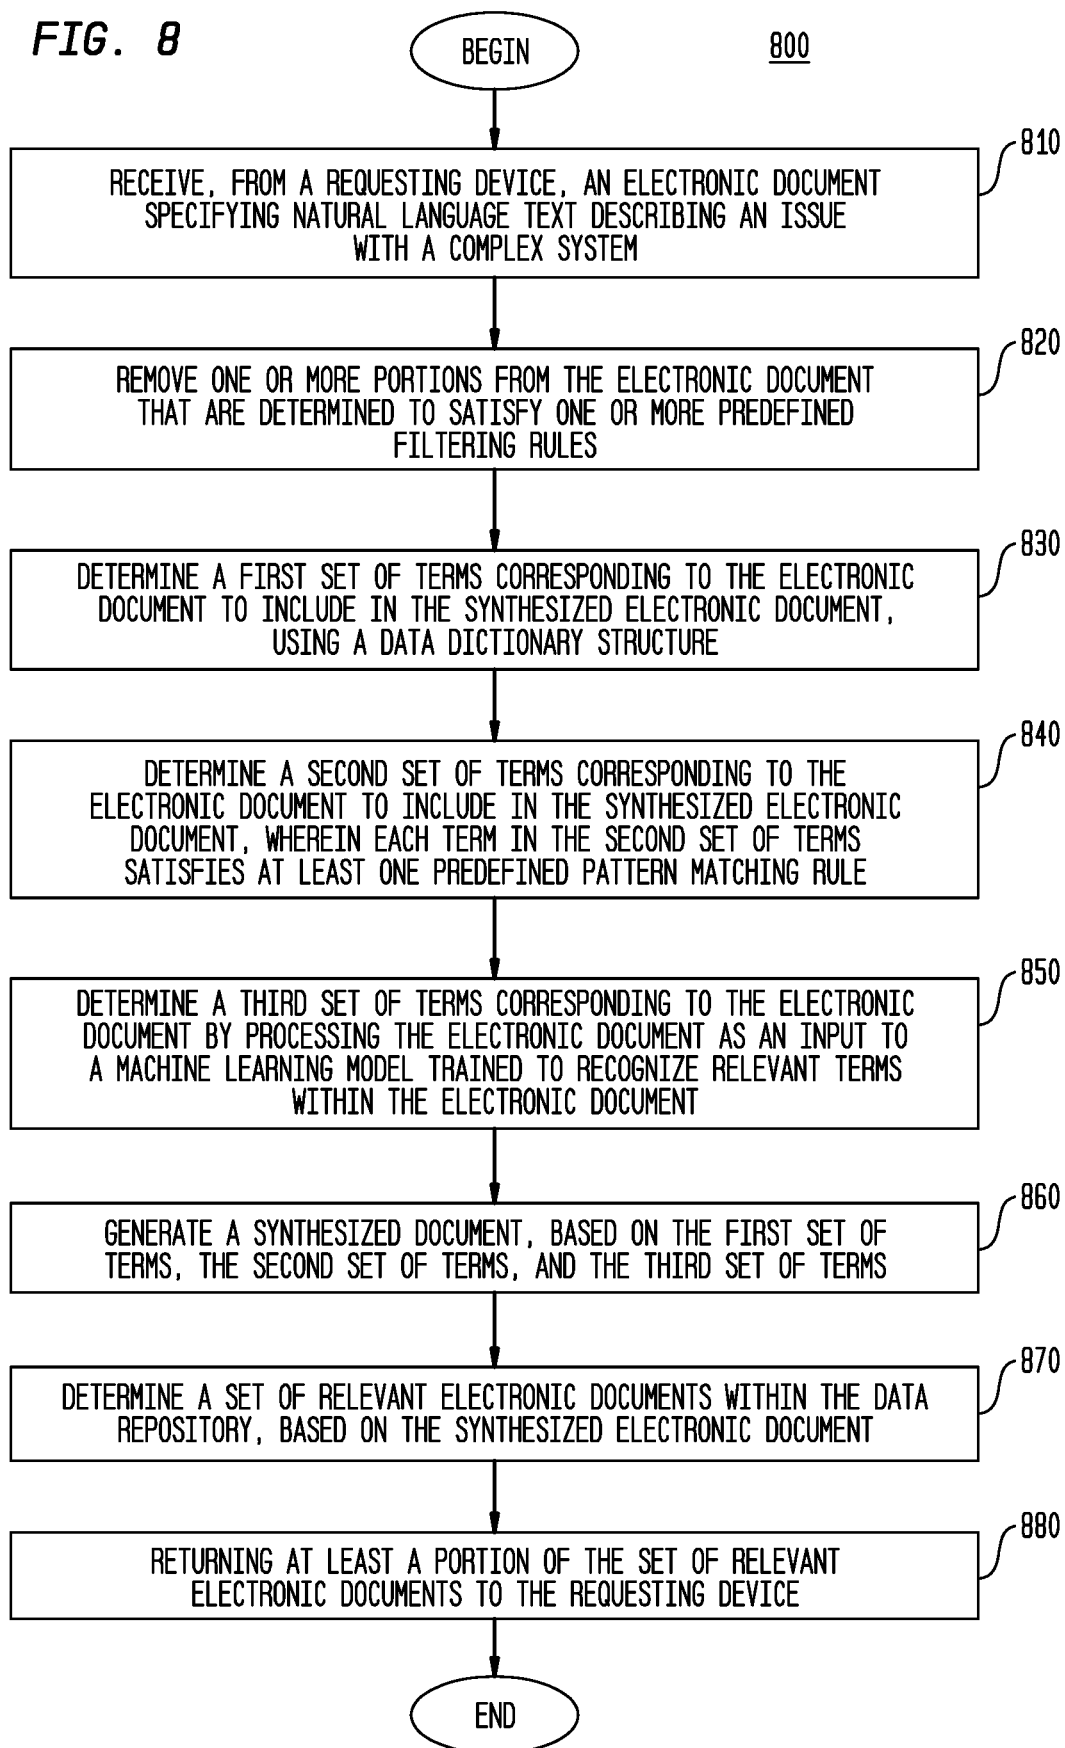 FIG. 8
BEGIN
800
810
RECEIVE, FROM A REQUESTING DEVICE, AN ELECTRONIC DOCUMENT
SPECIFYING NATURAL LANGUAGE TEXT DESCRIBING AN ISSUE
WITH A COMPLEX SYSTEM
820
REMOVE ONE OR MORE PORTIONS FROM THE ELECTRONIC DOCUMENT
THAT ARE DETERMINED TO SATISFY ONE OR MORE PREDEFINED
FILTERING RULES
830
DETERMINE A FIRST SET OF TERMS CORRESPONDING TO THE ELECTRONIC
DOCUMENT TO INCLUDE IN THE SYNTHESIZED ELECTRONIC DOCUMENT,
USING A DATA DICTIONARY STRUCTURE
840
DETERMINE A SECOND SET OF TERMS CORRESPONDING TO THE
ELECTRONIC DOCUMENT TO INCLUDE IN THE SYNTHESIZED ELECTRONIC
DOCUMENT, WHEREIN EACH TERM IN THE SECOND SET OF TERMS
SATISFIES AT LEAST ONE PREDEFINED PATTERN MATCHING RULE
850
DETERMINE A THIRD SET OF TERMS CORRESPONDING TO THE ELECTRONIC
DOCUMENT BY PROCESSING THE ELECTRONIC DOCUMENT AS AN INPUT TO
A MACHINE LEARNING MODEL TRAINED TO RECOGNIZE RELEVANT TERMS
WITHIN THE ELECTRONIC DOCUMENT
860
GENERATE A SYNTHESIZED DOCUMENT, BASED ON THE FIRST SET OF
TERMS, THE SECOND SET OF TERMS, AND THE THIRD SET OF TERMS
870
DETERMINE A SET OF RELEVANT ELECTRONIC DOCUMENTS WITHIN THE DATA
REPOSITORY, BASED ON THE SYNTHESIZED ELECTRONIC DOCUMENT
880
RETURNING AT LEAST A PORTION OF THE SET OF RELEVANT
ELECTRONIC DOCUMENTS TO THE REQUESTING DEVICE
END